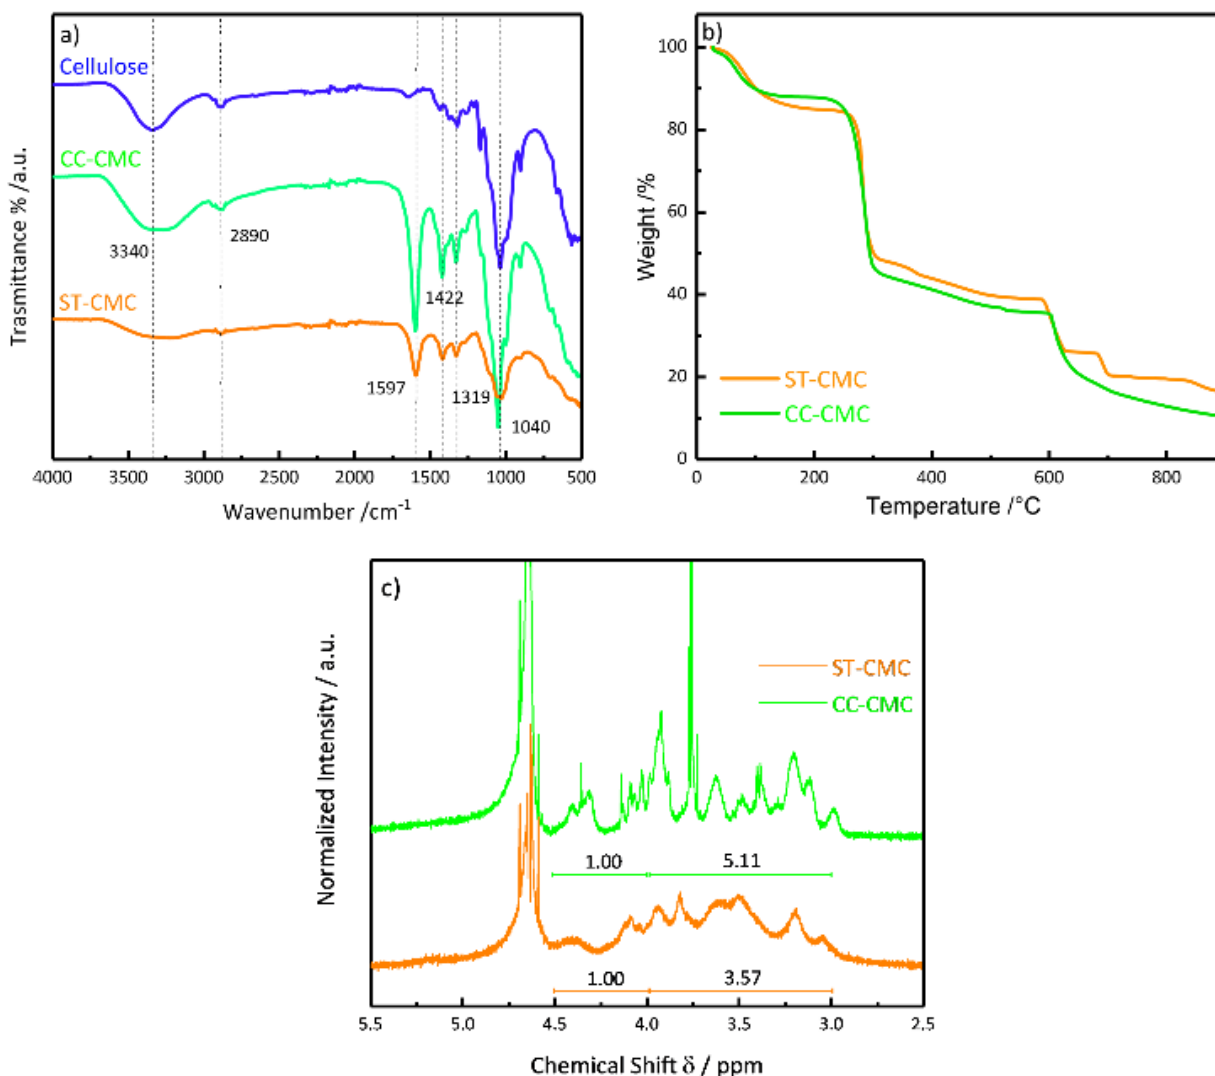 a)
Cellulose
CC-CMC
3340
2890
1422
ST-CMC
1597
1319
1040
4000 3500 3000 2500 2000 1500 1000 500
Wavenumber /cm⁻¹
Trasmittance % /a.u.
b)
100
80
60
40
20
0
ST-CMC
CC-CMC
0 200 400 600 800
Temperature /°C
Weight /%
c)
ST-CMC
CC-CMC
1.00 5.11
1.00 3.57
5.5 5.0 4.5 4.0 3.5 3.0 2.5
Chemical Shift δ / ppm
Normalized Intensity / a.u.